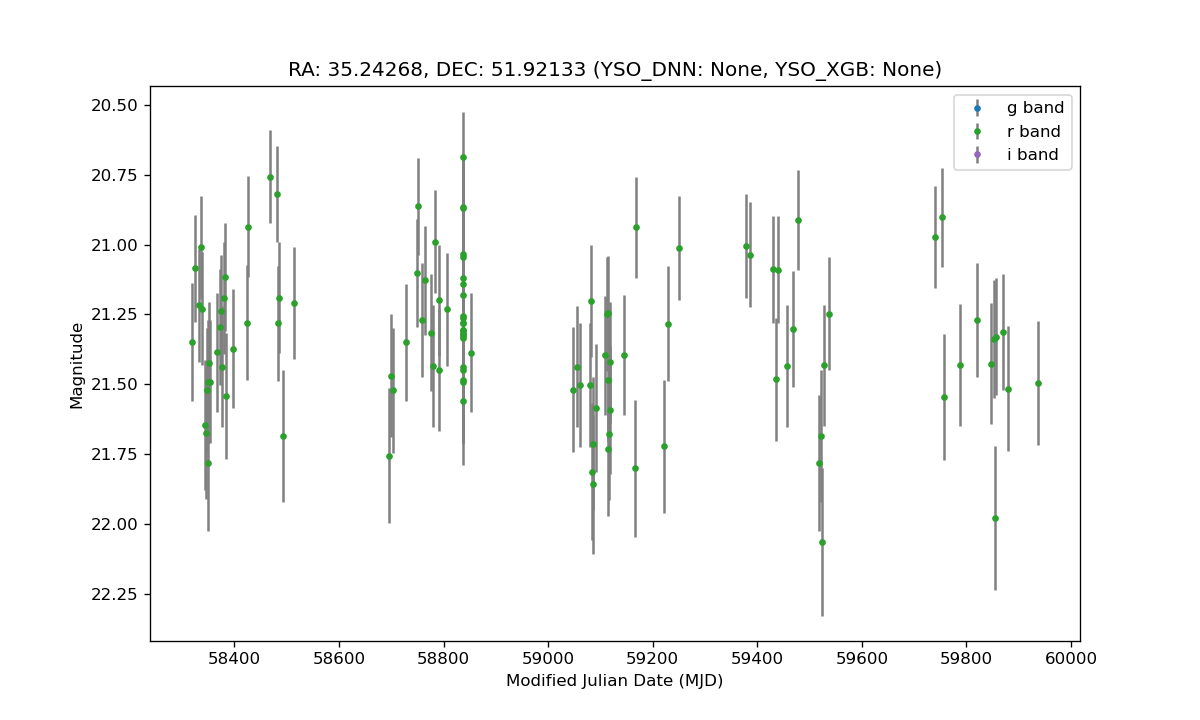 RA: 35.24268, DEC: 51.92133 (YSO_DNN: None, YSO_XGB: None)
g band
r band
i band
20.50
20.75
21.00
21.25
21.50
21.75
22.00
22.25
Magnitude
58400 58600 58800 59000 59200 59400 59600 59800 60000
Modified Julian Date (MJD)